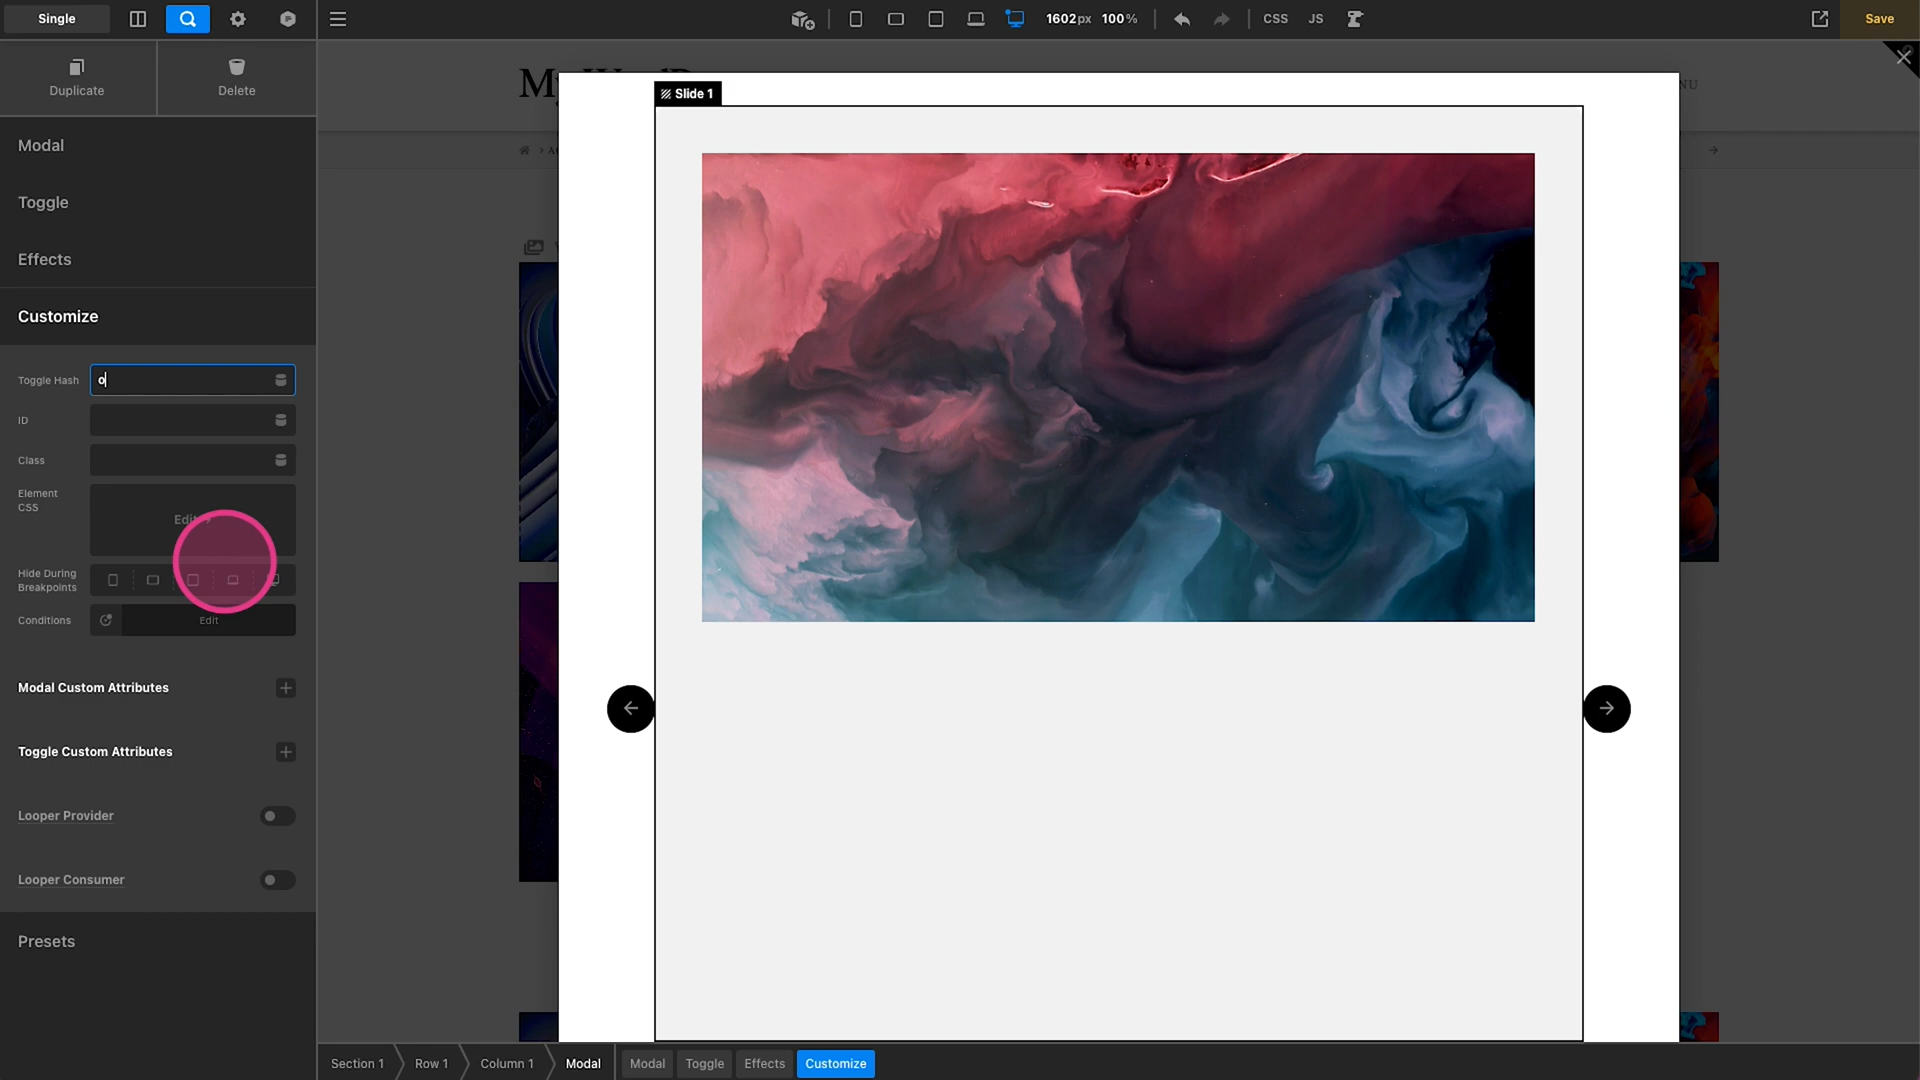 Single
1602px 100%
CSS
JS
Save
Duplicate
Delete
Modal
Toggle
Effects
Customize
Toggle Hash
o
ID
Class
Element
CSS
Edit
Hide During
Breakpoints
Conditions
Edit
Modal Custom Attributes
Toggle Custom Attributes
Looper Provider
Looper Consumer
Presets
Slide 1
Section 1
Row 1
Column 1
Modal
Modal
Toggle
Effects
Customize